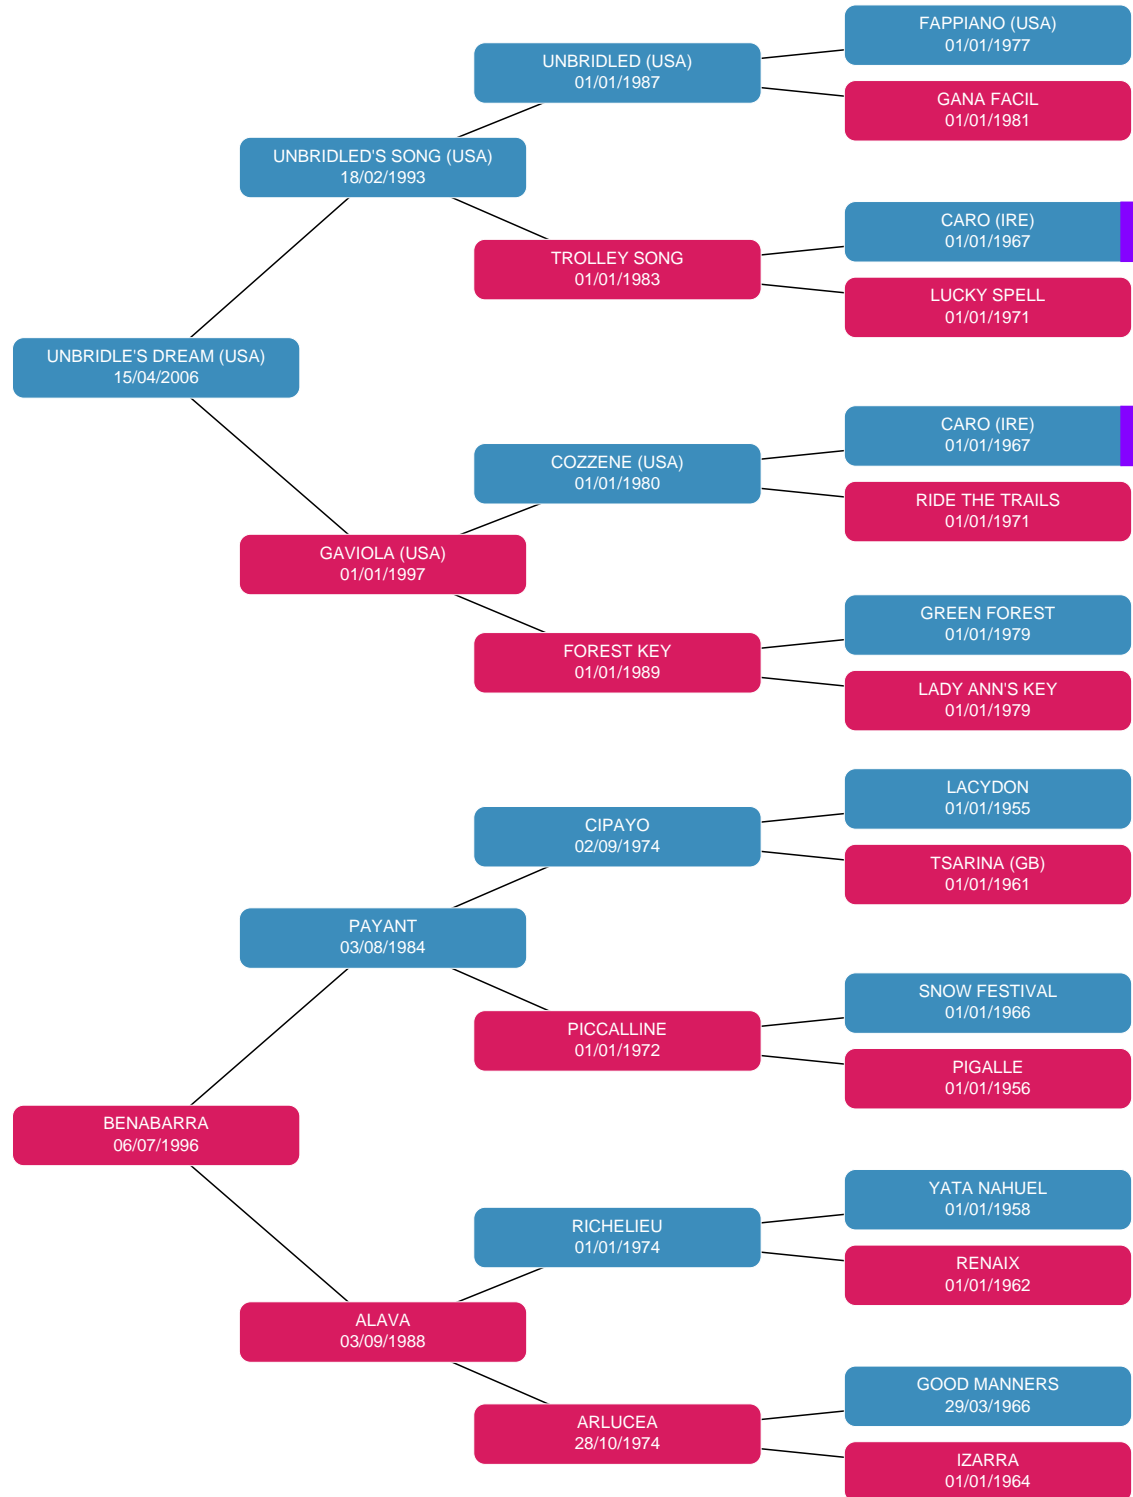 FAPPIANO (USA)
01/01/1977
UNBRIDLED (USA)
01/01/1987
GANA FACIL
01/01/1981
UNBRIDLED'S SONG (USA)
18/02/1993
CARO (IRE)
01/01/1967
TROLLEY SONG
01/01/1983
LUCKY SPELL
01/01/1971
UNBRIDLE'S DREAM (USA)
15/04/2006
CARO (IRE)
01/01/1967
COZZENE (USA)
01/01/1980
RIDE THE TRAILS
01/01/1971
GAVIOLA (USA)
01/01/1997
GREEN FOREST
01/01/1979
FOREST KEY
01/01/1989
LADY ANN'S KEY
01/01/1979
LACYDON
01/01/1955
CIPAYO
02/09/1974
TSARINA (GB)
01/01/1961
PAYANT
03/08/1984
SNOW FESTIVAL
01/01/1966
PICCALLINE
01/01/1972
PIGALLE
01/01/1956
BENABARRA
06/07/1996
YATA NAHUEL
01/01/1958
RICHELIEU
01/01/1974
RENAIX
01/01/1962
ALAVA
03/09/1988
GOOD MANNERS
29/03/1966
ARLUCEA
28/10/1974
IZARRA
01/01/1964